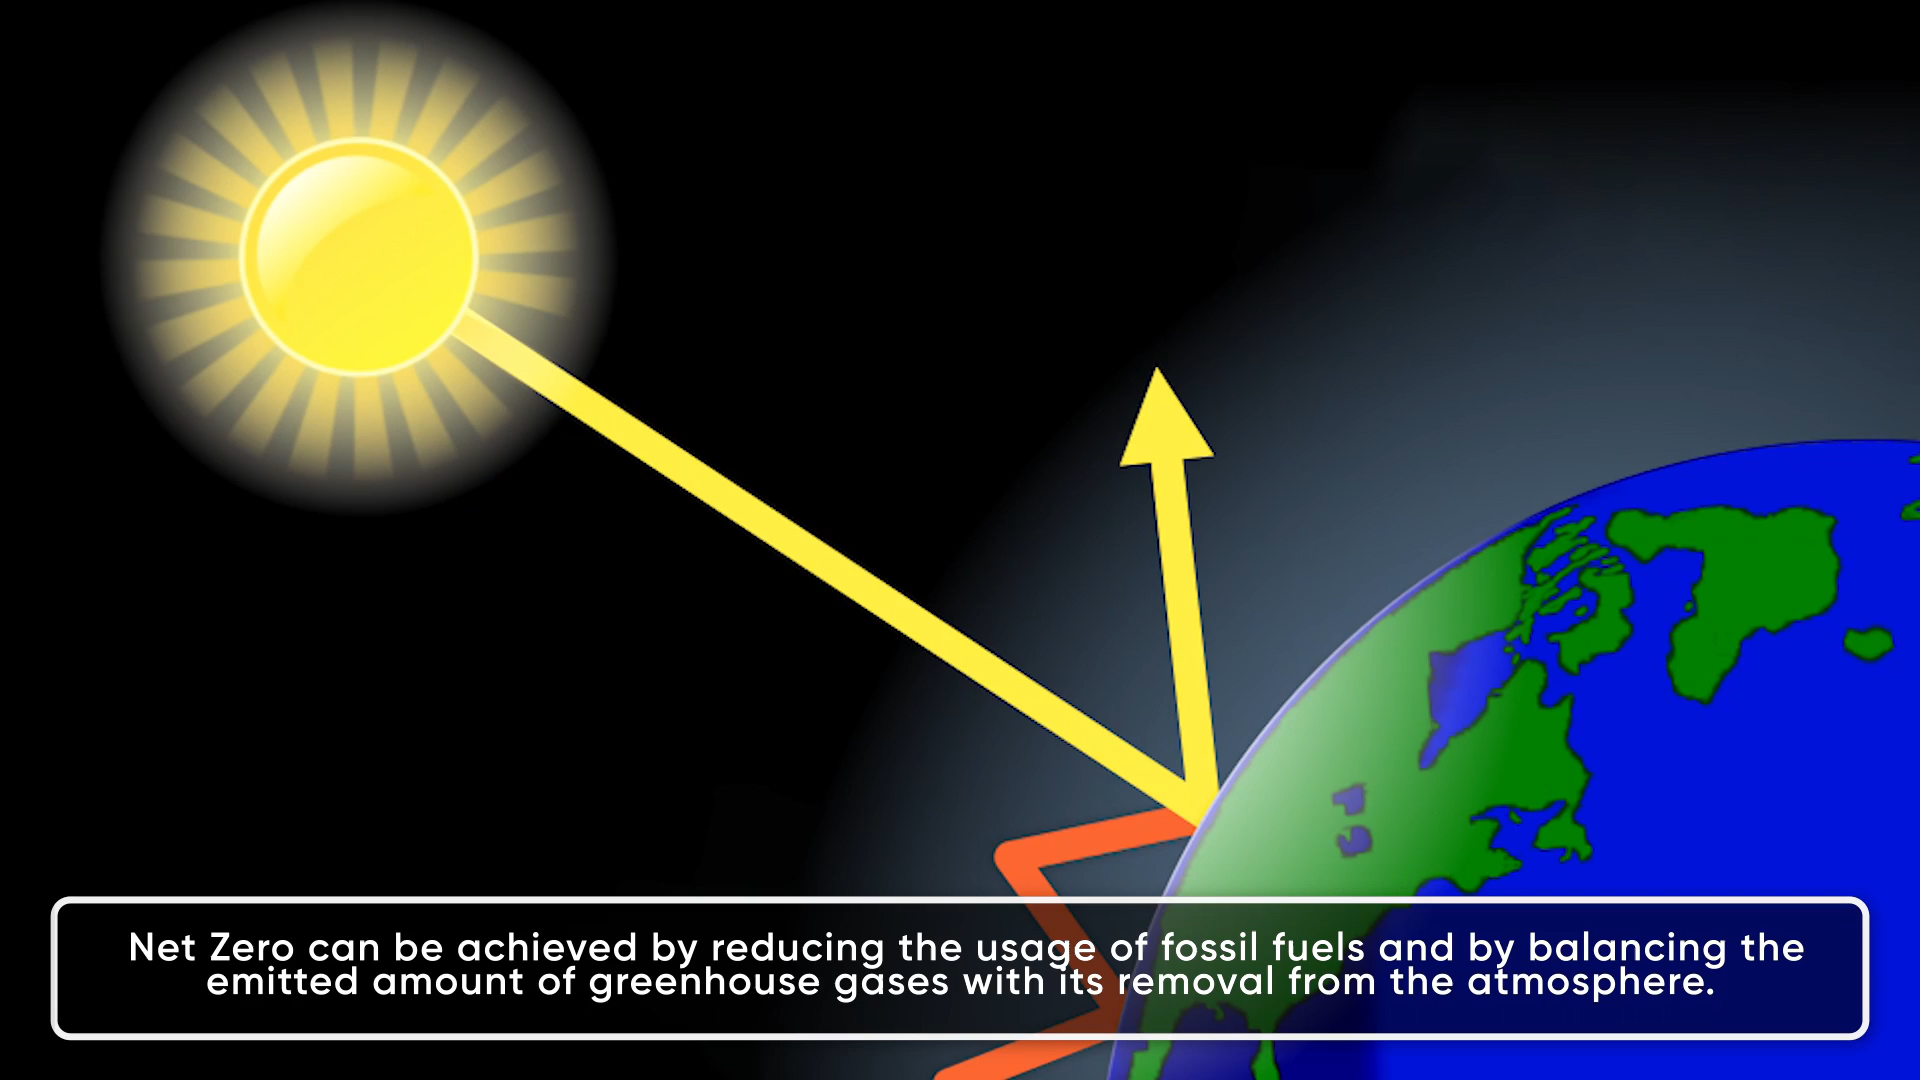 Net Zero can be achieved by reducing the usage of fossil fuels and by balancing the
emitted amount of greenhouse gases with its removal from the atmosphere.